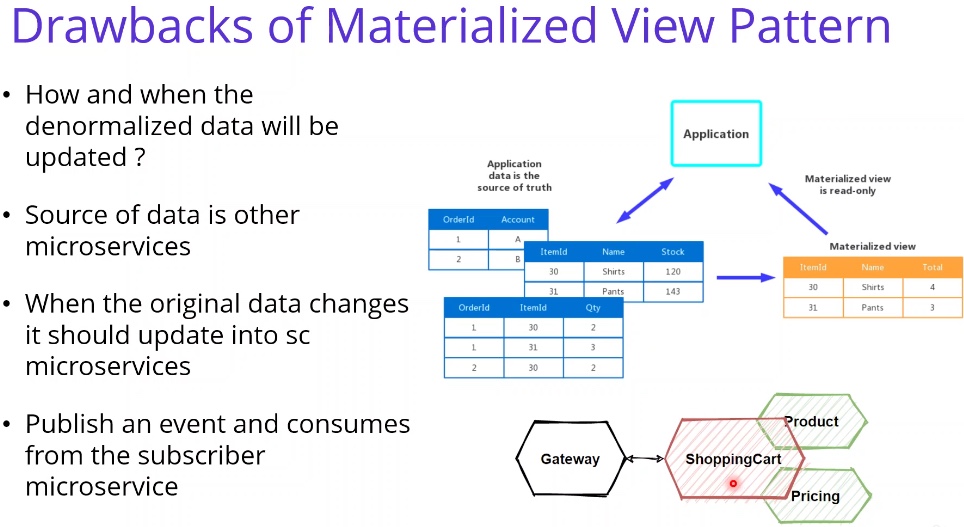 Drawbacks of Materialized View Pattern
• How and when the
denormalized data will be
updated ?
• Source of data is other
microservices
• When the original data changes
it should update into sc
microservices
• Publish an event and consumes
from the subscriber
microservice
Application
Application
data is the
source of truth
Materialized view
is read-only
OrderId Account
1 A
2 B
ItemId Name Stock
30 Shirts 120
31 Pants 143
OrderId ItemId Qty
1 30 2
1 31 3
2 30 2
Materialized view
ItemId Name Total
30 Shirts 4
31 Pants 3
Gateway
ShoppingCart
Product
Pricing